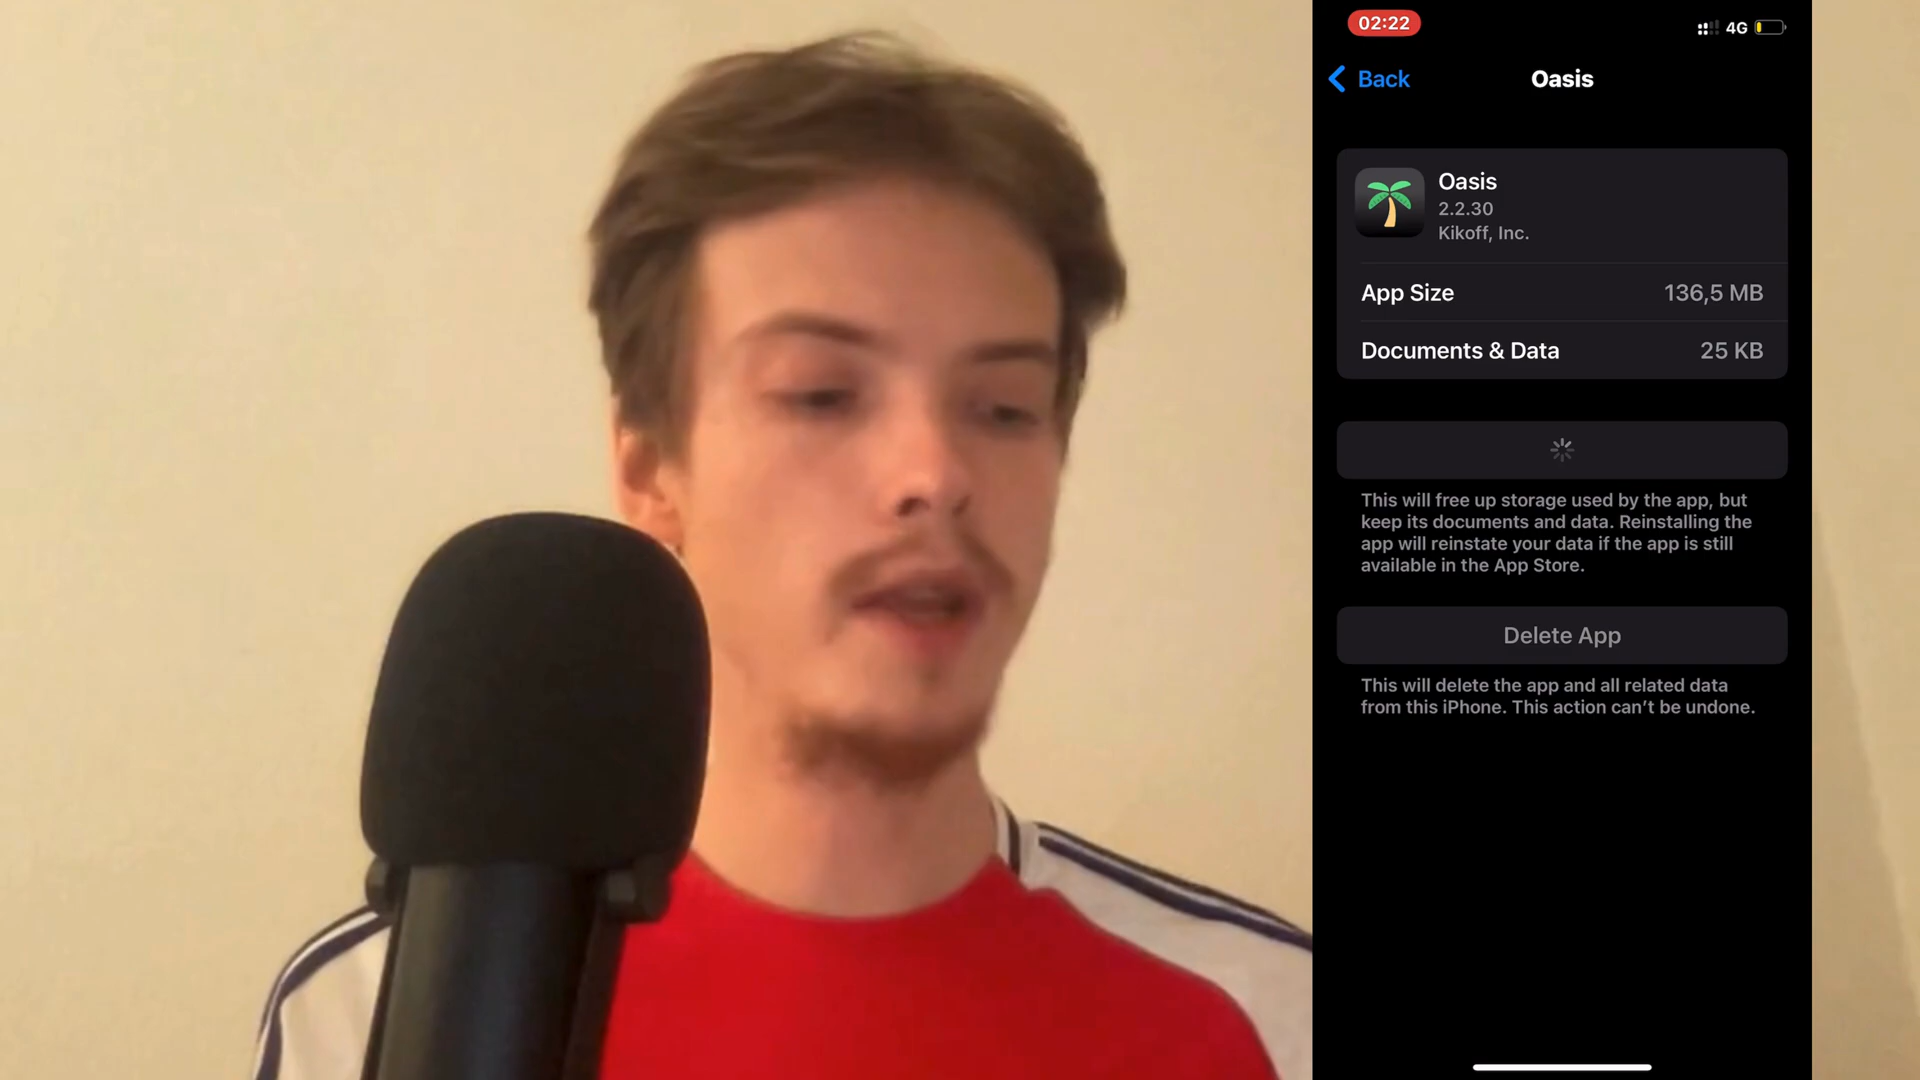 02:22
4G
Back
Oasis
Oasis
2.2.30
Kikoff, Inc.
App Size
136,5 MB
Documents & Data
25 KB
This will free up storage used by the app, but
keep its documents and data. Reinstalling the
app will reinstate your data if the app is still
available in the App Store.
Delete App
This will delete the app and all related data
from this iPhone. This action can't be undone.